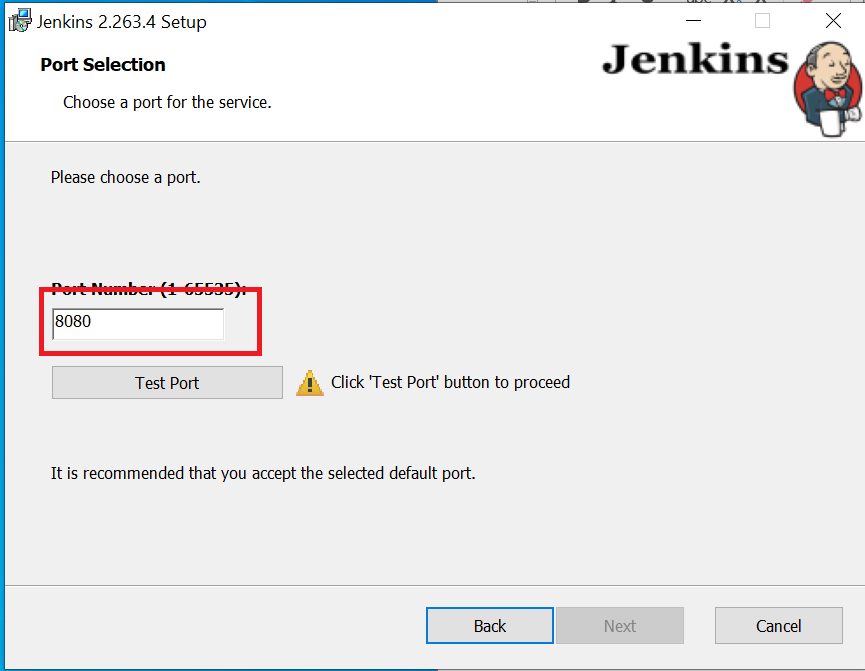 Jenkins 2.263.4 Setup
Port Selection
Jenkins
Choose a port for the service.
Please choose a port.
Port Number (1-65535):
8080
Test Port
Click 'Test Port' button to proceed
It is recommended that you accept the selected default port.
Back
Next
Cancel